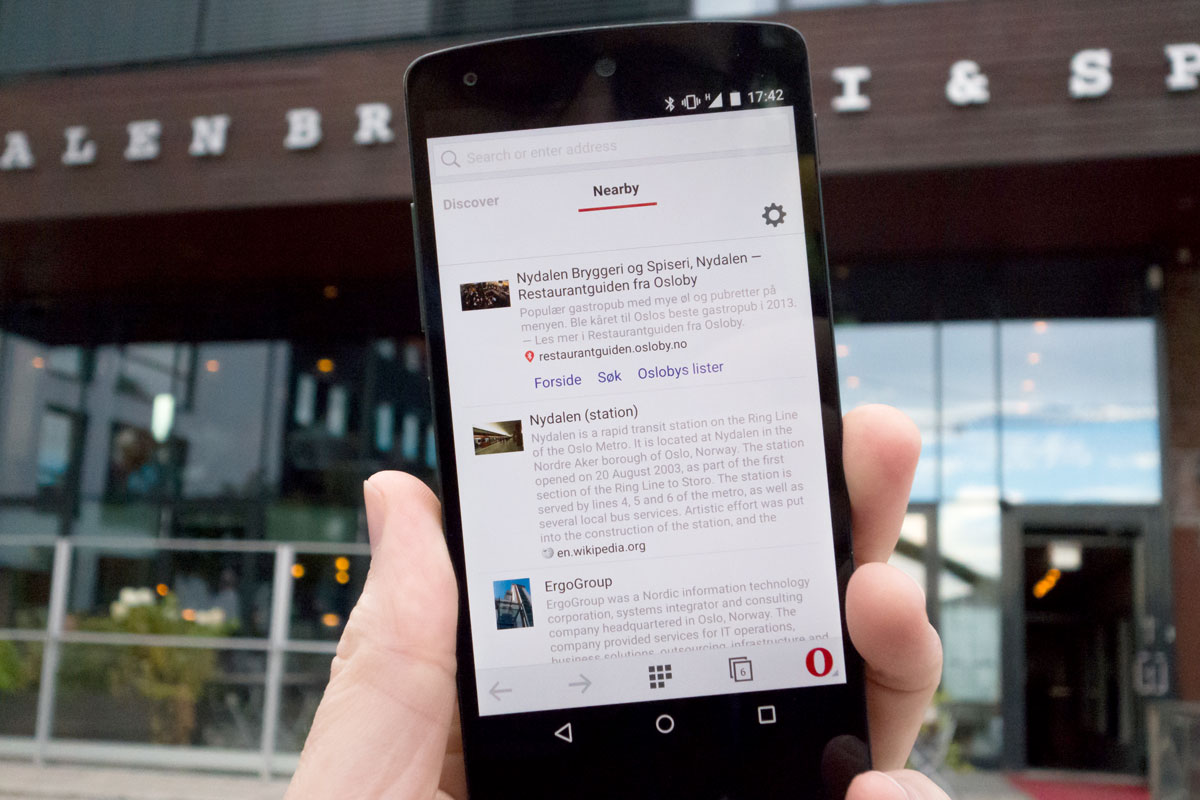 ALEN BR
I & SP
H
17:42
Search or enter address
Discover
Nearby
Nydalen Bryggeri og Spiseri, Nydalen —
Restaurantguiden fra Osloby
Populær gastropub med mye øl og pubretter på
menyen. Ble kåret til Oslos beste gastropub i 2013.
— Les mer i Restaurantguiden fra Osloby.
restaurantguiden.osloby.no
Forside Søk Oslobys lister
Nydalen (station)
Nydalen is a rapid transit station on the Ring Line
of the Oslo Metro. It is located at Nydalen in the
Nordre Aker borough of Oslo, Norway. The station
opened on 20 August 2003, as part of the first
section of the Ring Line to Storo. The station is
served by lines 4, 5 and 6 of the metro, as well as
several local bus services. Artistic effort was put
into the construction of the station, and the
en.wikipedia.org
ErgoGroup
ErgoGroup was a Nordic information technology
corporation, systems integrator and consulting
company headquartered in Oslo, Norway. The
company provided services for IT operations,
business solutions, outsourcing, infrastructure and
6